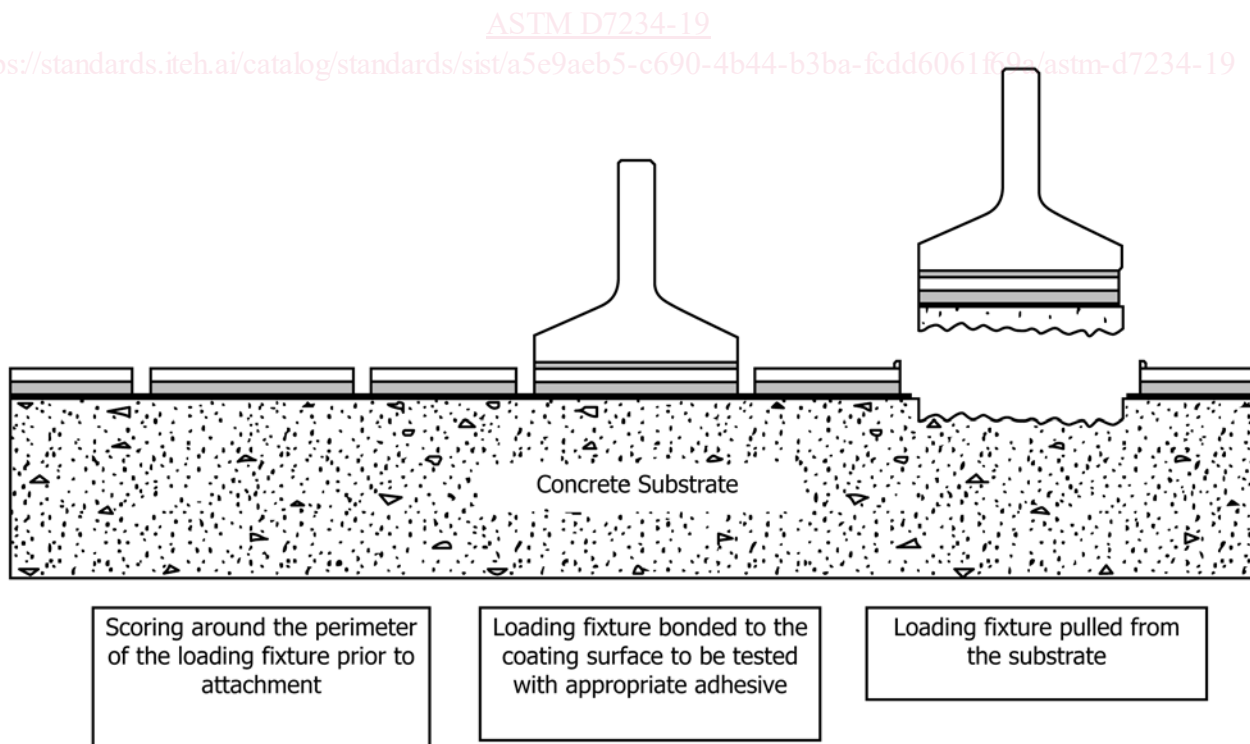 ASTM D7234-19
ps://standards.iteh.ai/catalog/standards/sist/a5e9aeb5-c690-4b44-b3ba-fcdd6061f69a/astm-d7234-19
Concrete Substrate
Scoring around the perimeter
of the loading fixture prior to
attachment
Loading fixture bonded to the
coating surface to be tested
with appropriate adhesive
Loading fixture pulled from
the substrate